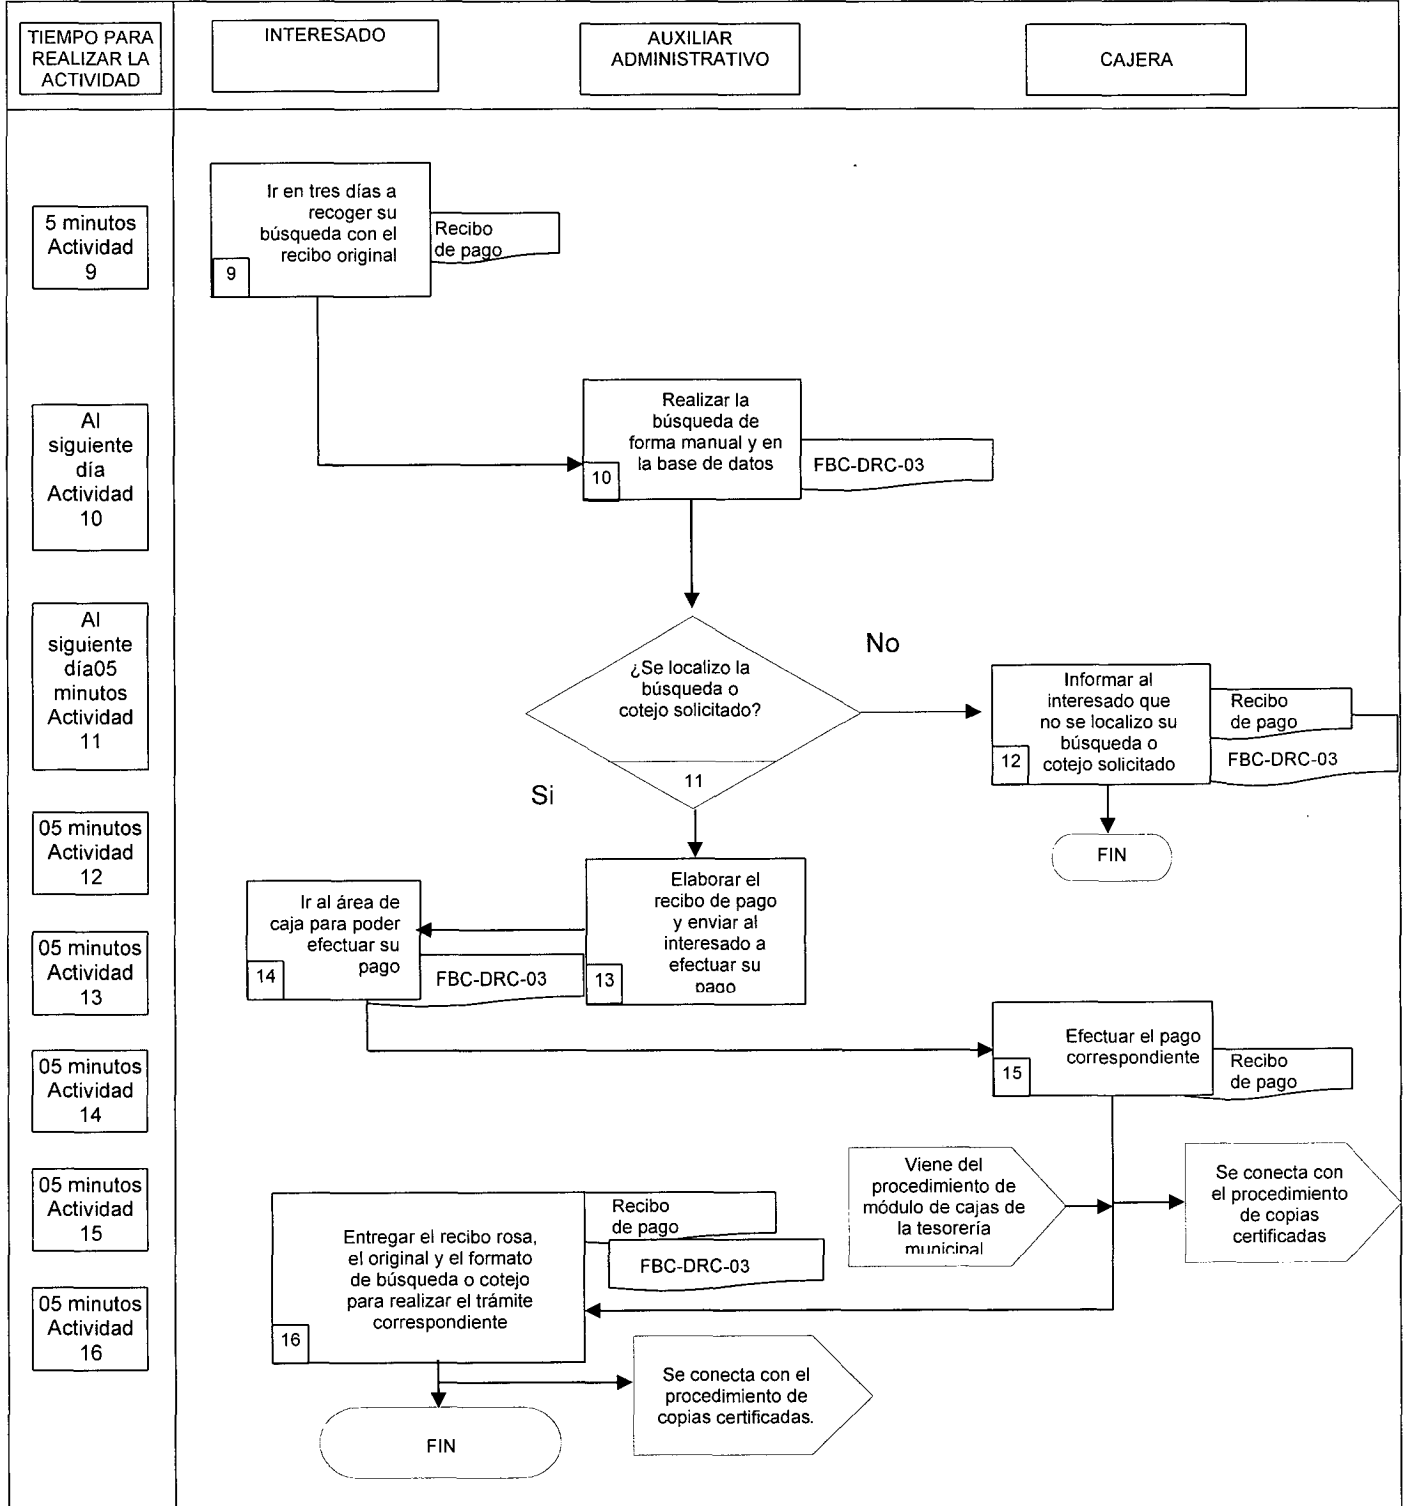 TIEMPO PARA
REALIZAR LA
ACTIVIDAD
INTERESADO
AUXILIAR
ADMINISTRATIVO
CAJERA
5 minutos
Actividad
9
Ir en tres días a
recoger su
búsqueda con el
recibo original
9
Recibo
de pago
Al
siguiente
día
Actividad
10
Realizar la
búsqueda de
forma manual y en
la base de datos
10
FBC-DRC-03
Al
siguiente
día05
minutos
Actividad
11
¿Se localizo la
búsqueda o
cotejo solicitado?
11
No
Si
Informar al
interesado que
no se localizo su
búsqueda o
cotejo solicitado
12
Recibo
de pago
FBC-DRC-03
FIN
05 minutos
Actividad
12
Elaborar el
recibo de pago
y enviar al
interesado a
efectuar su
pago
13
Ir al área de
caja para poder
efectuar su
pago
14
FBC-DRC-03
05 minutos
Actividad
13
Efectuar el pago
correspondiente
15
Recibo
de pago
05 minutos
Actividad
14
Viene del
procedimiento de
módulo de cajas de
la tesorería
municipal
Se conecta con
el procedimiento
de copias
certificadas
05 minutos
Actividad
15
Entregar el recibo rosa,
el original y el formato
de búsqueda o cotejo
para realizar el trámite
correspondiente
16
Recibo
de pago
FBC-DRC-03
05 minutos
Actividad
16
Se conecta con el
procedimiento de
copias certificadas.
FIN